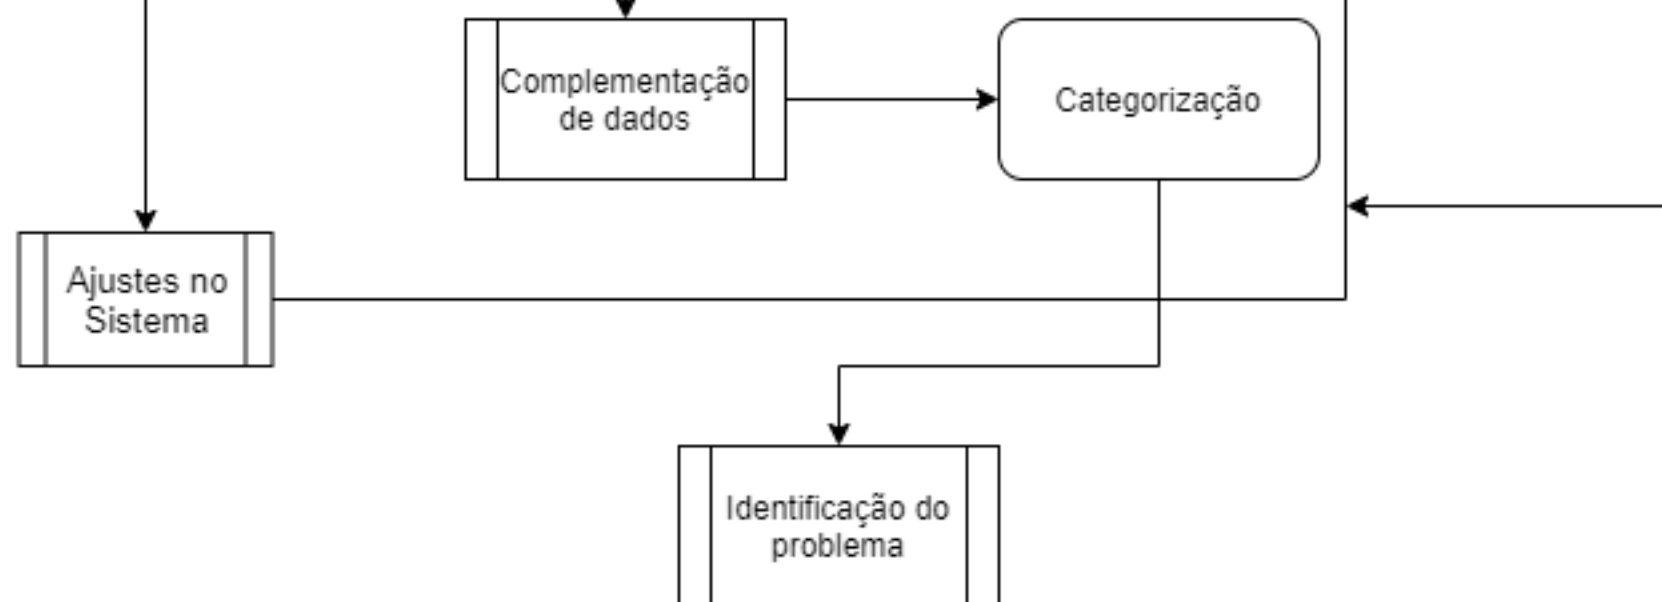 Complementação
de dados
Categorização
Ajustes no
Sistema
Identificação do
problema